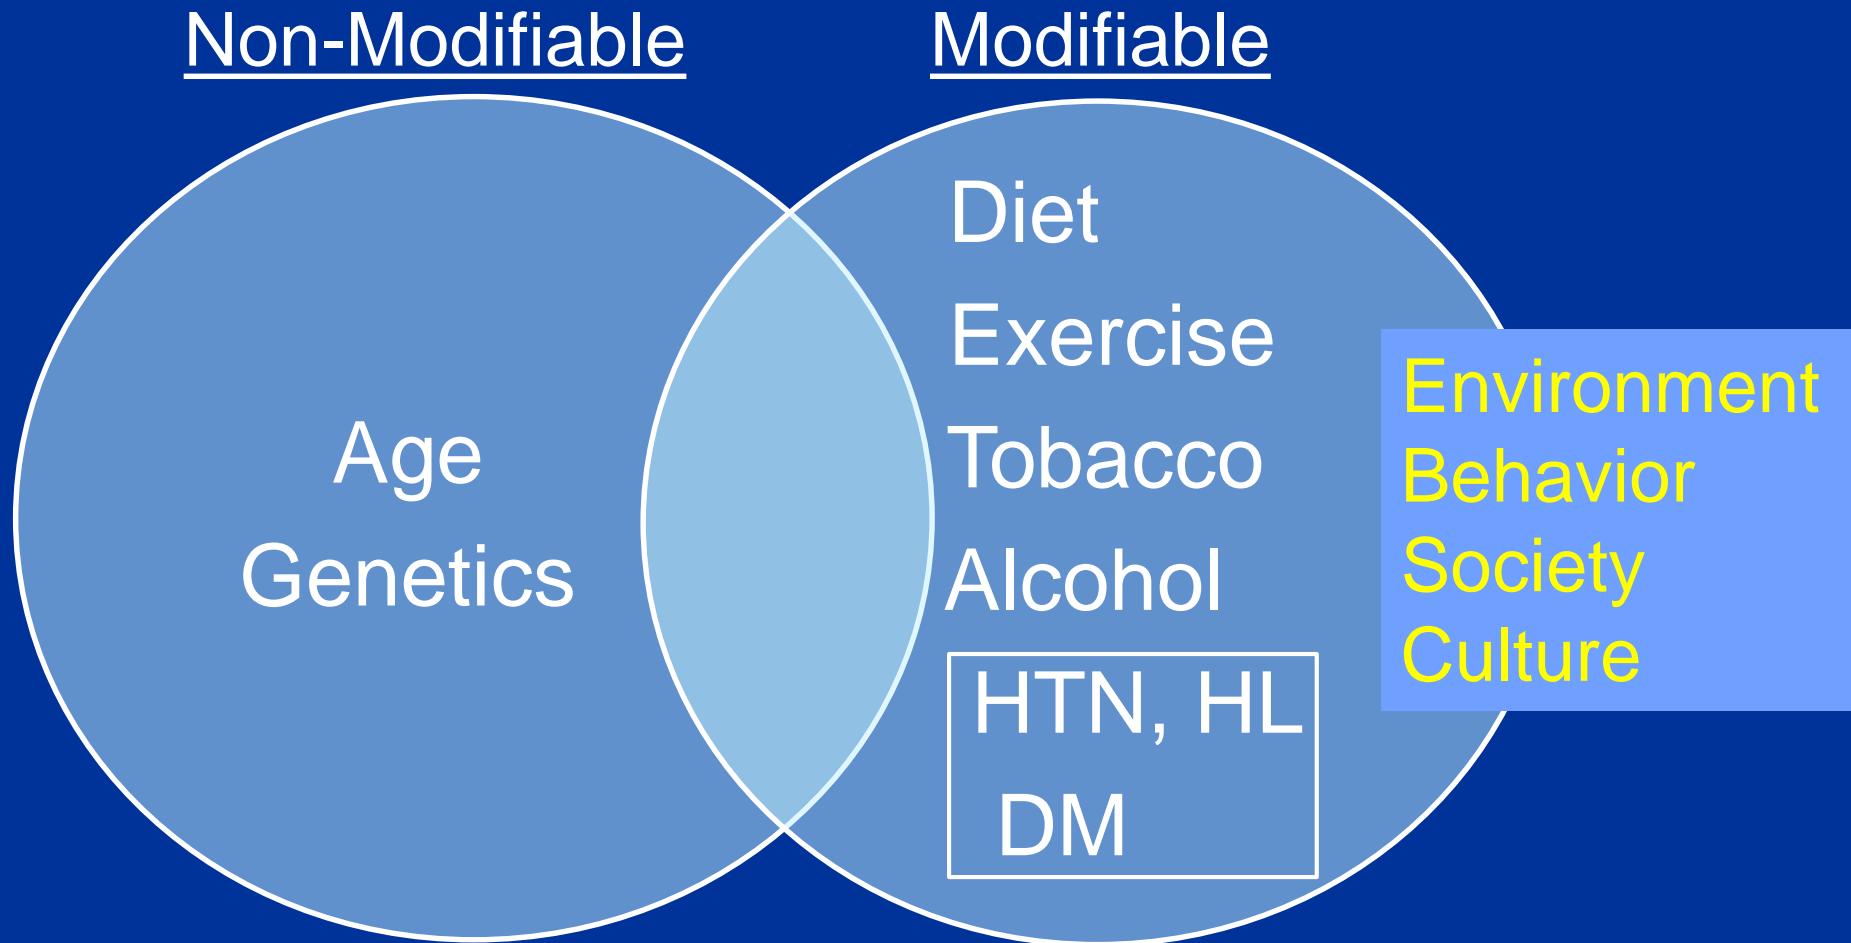 Non-Modifiable
Modifiable
Age
Genetics
Diet
Exercise
Tobacco
Alcohol
HTN, HL
DM
Environment
Behavior
Society
Culture